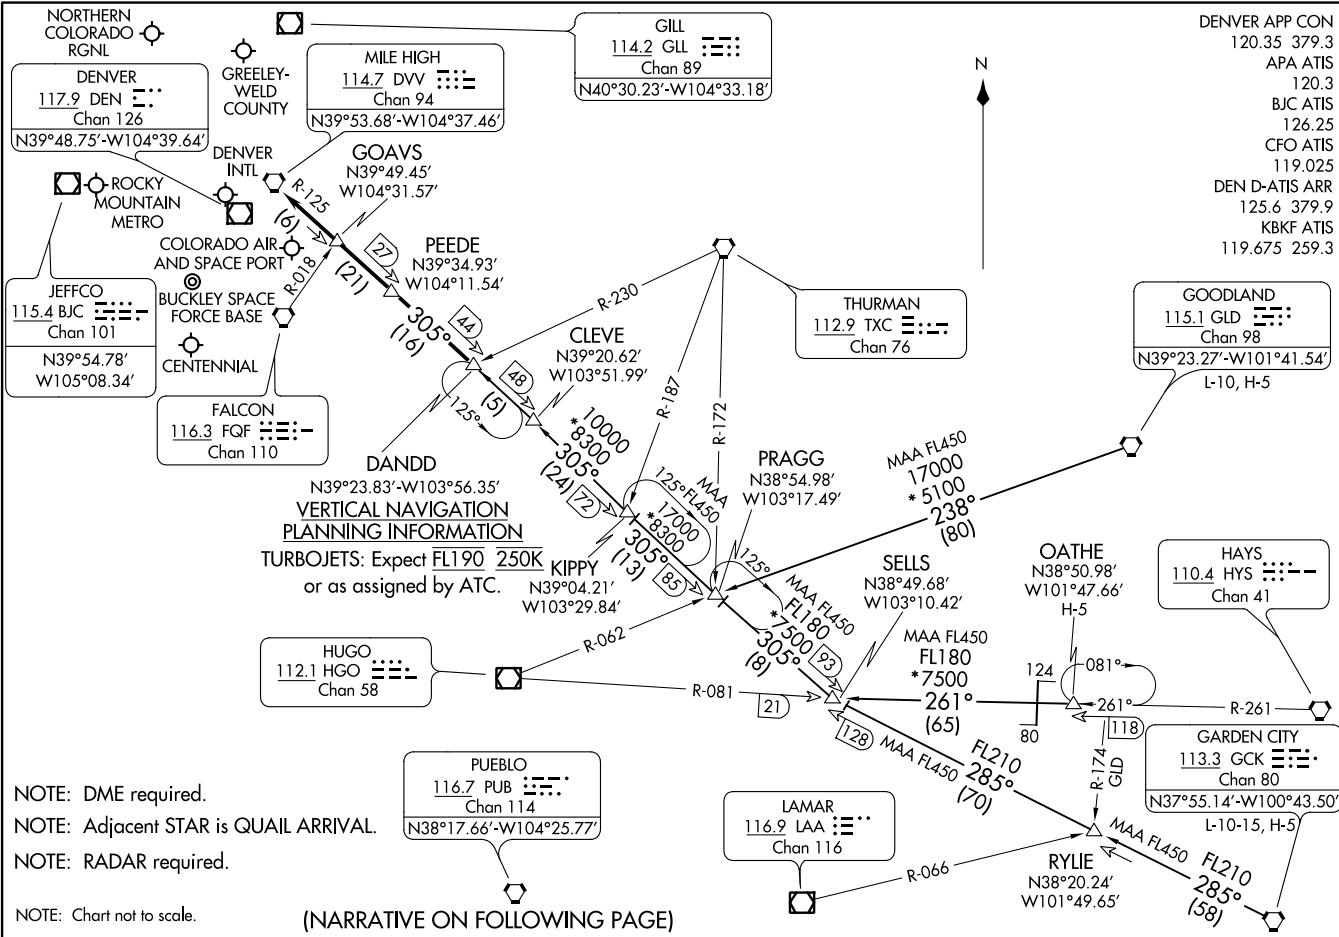 NORTHERN
COLORADO
RGNL
GREELEY-
WELD
COUNTY
GILL
114.2 GLL
Chan 89
N40°30.23′-W104°33.18′
DENVER APP CON
120.35 379.3
APA ATIS
120.3
BJC ATIS
126.25
CFO ATIS
119.025
DEN D-ATIS ARR
125.6 379.9
KBKF ATIS
119.675 259.3
N
DENVER
117.9 DEN
Chan 126
N39°48.75′-W104°39.64′
MILE HIGH
114.7 DVV
Chan 94
N39°53.68′-W104°37.46′
DENVER
INTL
ROCKY
MOUNTAIN
METRO
COLORADO AIR
AND SPACE PORT
BUCKLEY SPACE
FORCE BASE
CENTENNIAL
JEFFCO
115.4 BJC
Chan 101
N39°54.78′
W105°08.34′
FALCON
116.3 FQF
Chan 110
R-018
R-125
(6)
GOAVS
N39°49.45′
W104°31.57′
27
(21)
PEEDE
N39°34.93′
W104°11.54′
305°
(16)
44
CLEVE
N39°20.62′
W103°51.99′
48
(5)
125°
DANDD
N39°23.83′-W103°56.35′
VERTICAL NAVIGATION
PLANNING INFORMATION
TURBOJETS: Expect FL190 250K
or as assigned by ATC.
R-230
R-187
R-172
THURMAN
112.9 TXC
Chan 76
GOODLAND
115.1 GLD
Chan 98
N39°23.27′-W101°41.54′
L-10, H-5
10000
*8300
305°
(24)
72
KIPPY
N39°04.21′
W103°29.84′
125°
MAA
FL450
17000
*8300
305°
(13)
85
PRAGG
N38°54.98′
W103°17.49′
MAA FL450
17000
*5100
238°
(80)
125°
MAA FL450
FL180
*7500
305°
(8)
93
SELLS
N38°49.68′
W103°10.42′
MAA FL450
FL180
*7500
261°
(65)
OATHE
N38°50.98′
W101°47.66′
H-5
124
80
081°
261°
118
R-261
HAYS
110.4 HYS
Chan 41
HUGO
112.1 HGO
Chan 58
R-062
R-081
21
128
MAA FL450
FL210
285°
(70)
R-174
GLD
GARDEN CITY
113.3 GCK
Chan 80
N37°55.14′-W100°43.50′
L-10-15, H-5
PUEBLO
116.7 PUB
Chan 114
N38°17.66′-W104°25.77′
LAMAR
116.9 LAA
Chan 116
R-066
RYLIE
N38°20.24′
W101°49.65′
MAA FL450
FL210
285°
(58)
NOTE: DME required.
NOTE: Adjacent STAR is QUAIL ARRIVAL.
NOTE: RADAR required.
NOTE: Chart not to scale.
(NARRATIVE ON FOLLOWING PAGE)